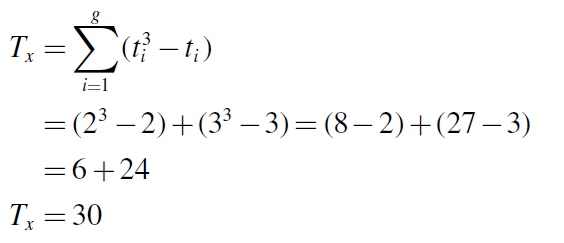 T_x = \sum_{i=1}^{g} (t_i^3 − t_i)
= (2^3 − 2) + (3^3 − 3) = (8 − 2) + (27 − 3)
= 6 + 24
T_x = 30